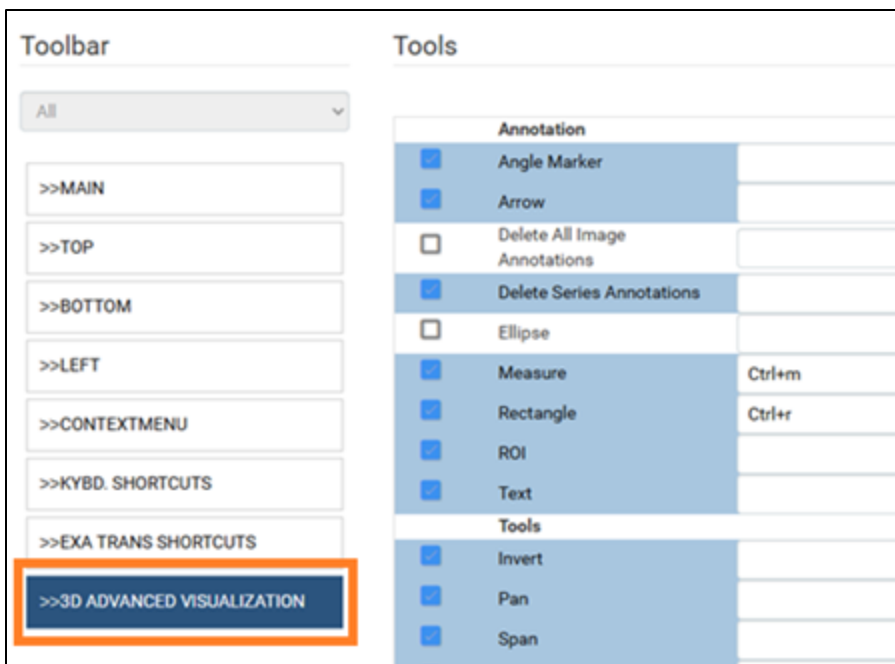 Toolbar
All
>>MAIN
>>TOP
>>BOTTOM
>>LEFT
>>CONTEXTMENU
>>KYBD. SHORTCUTS
>>EXA TRANS SHORTCUTS
>>3D ADVANCED VISUALIZATION
Tools
Annotation
Angle Marker
Arrow
Delete All Image
Annotations
Delete Series Annotations
Ellipse
Measure Ctrl+m
Rectangle Ctrl+r
ROI
Text
Tools
Invert
Pan
Span